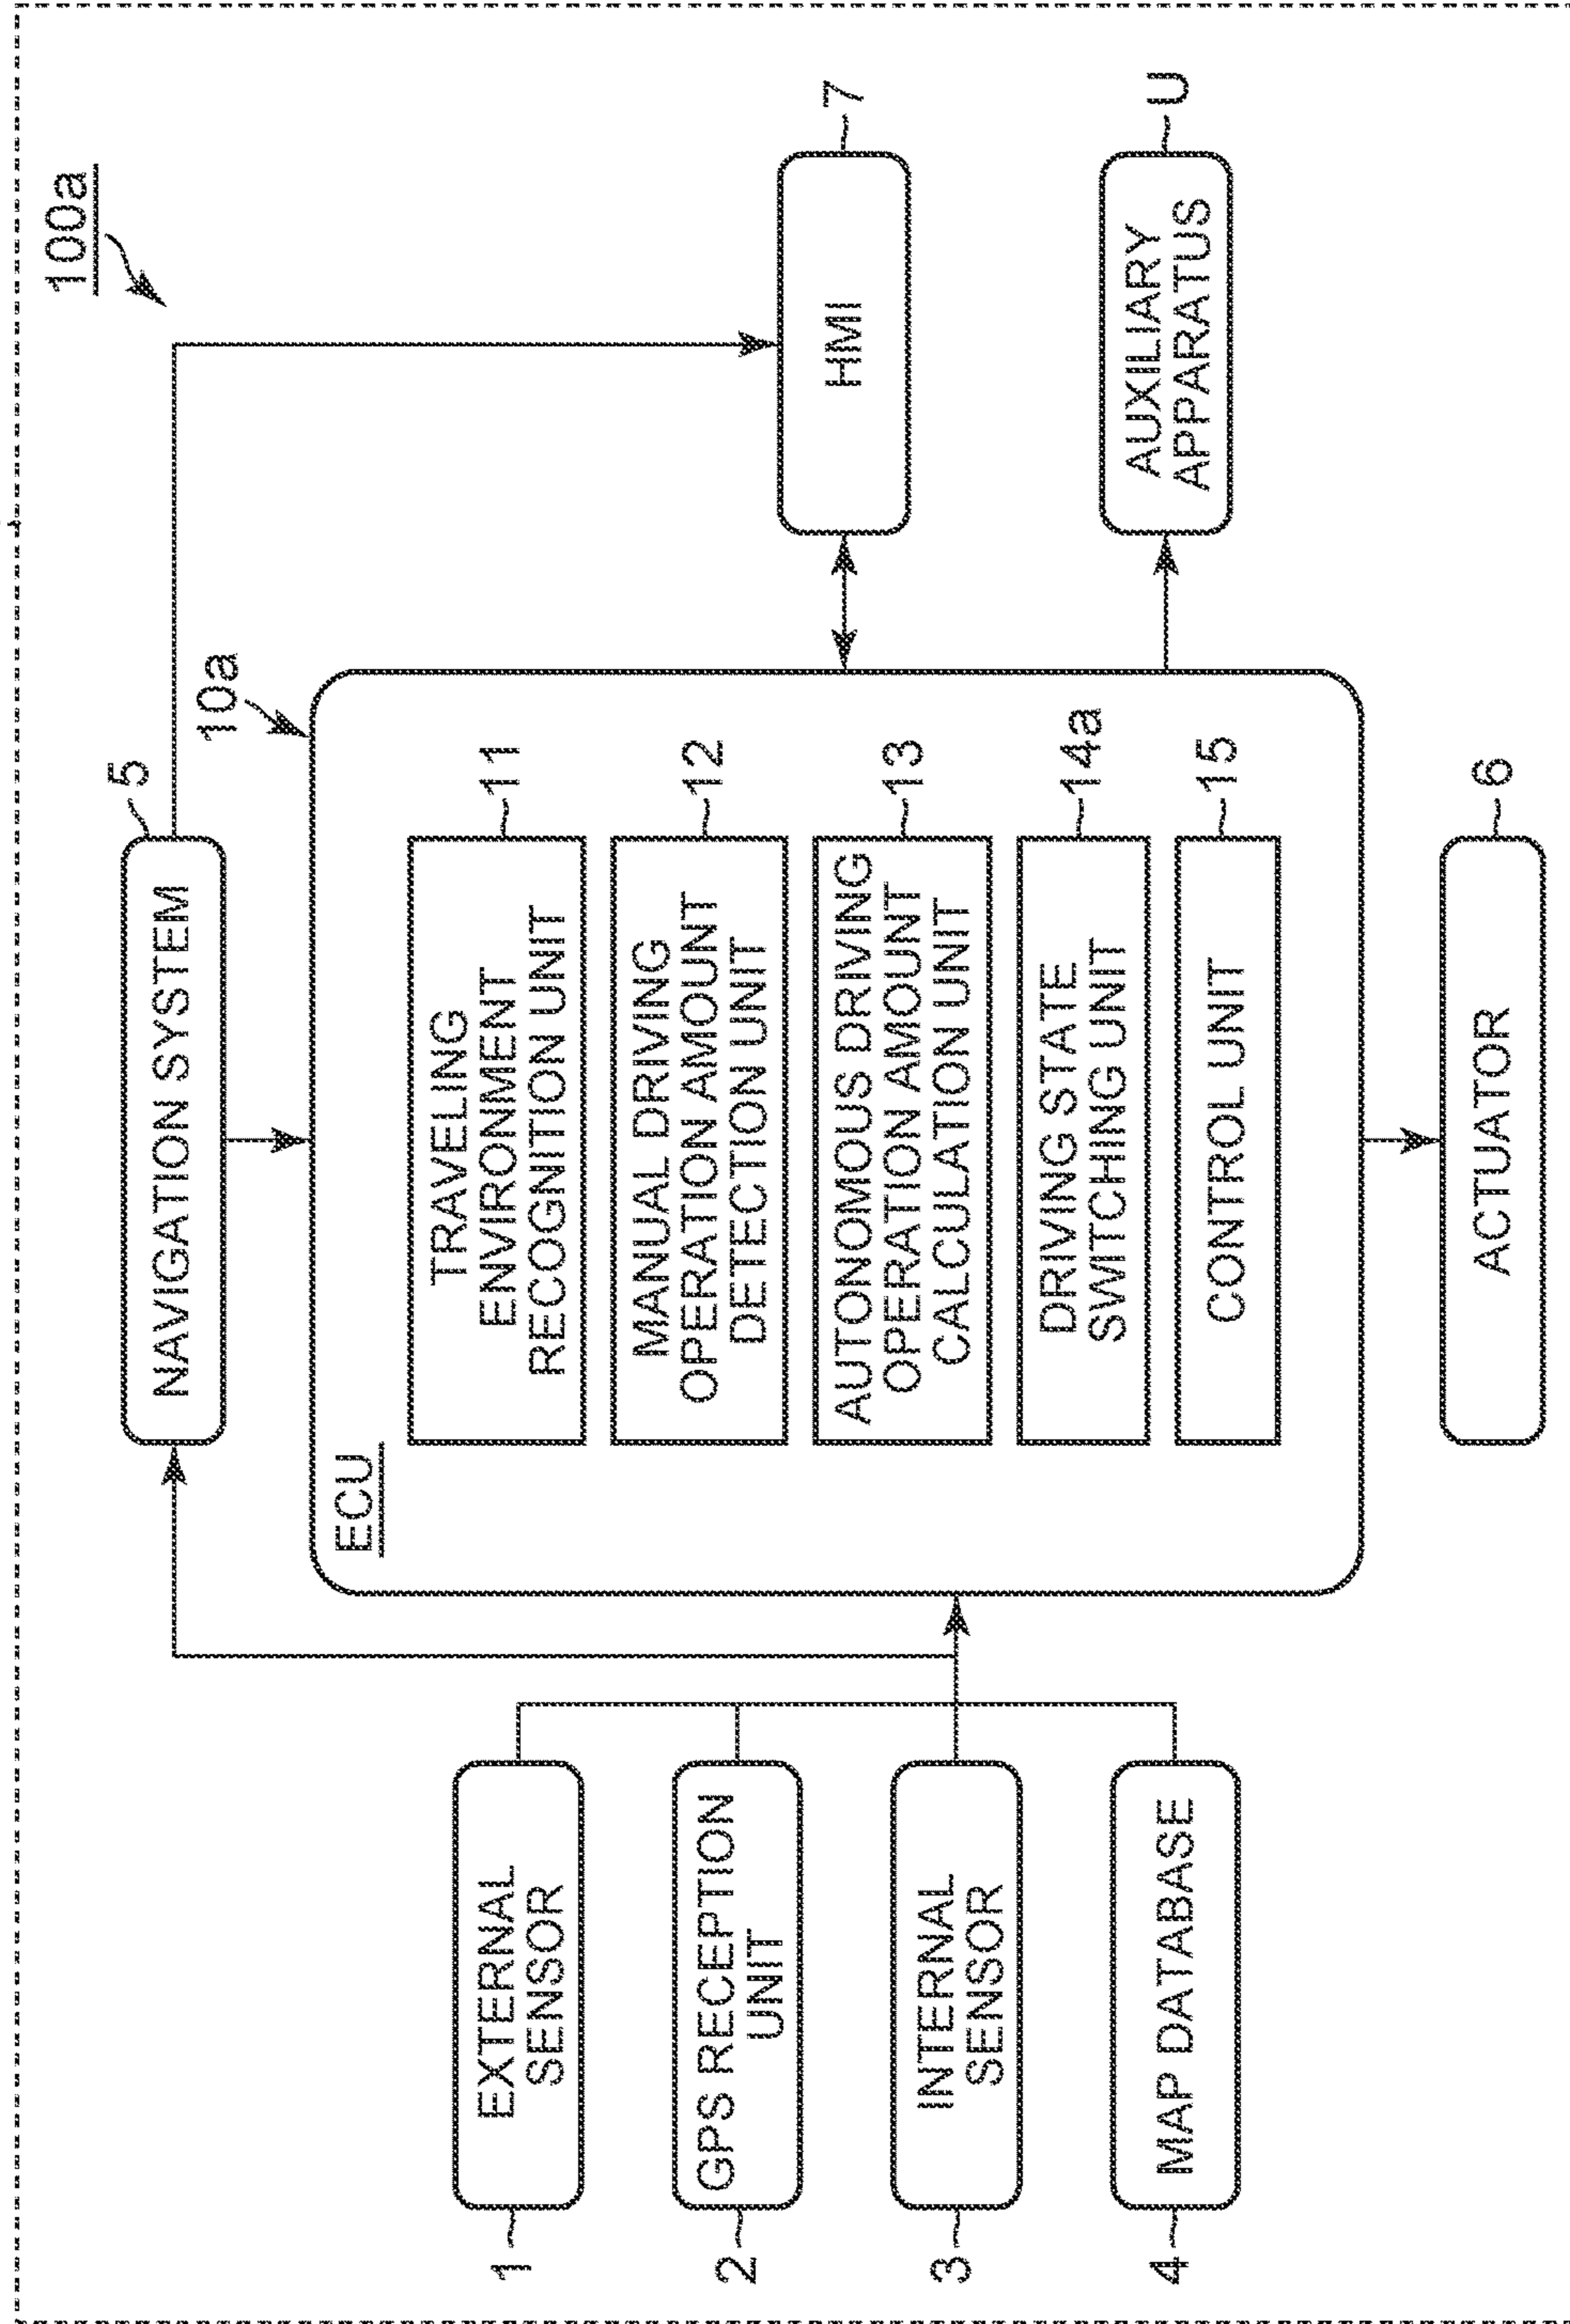 100a
5
NAVIGATION SYSTEM
10a
ECU
1
EXTERNAL
SENSOR
2
GPS RECEPTION
UNIT
3
INTERNAL
SENSOR
4
MAP DATABASE
TRAVELING
ENVIRONMENT
RECOGNITION UNIT
11
MANUAL DRIVING
OPERATION AMOUNT
DETECTION UNIT
12
AUTONOMOUS DRIVING
OPERATION AMOUNT
CALCULATION UNIT
13
DRIVING STATE
SWITCHING UNIT
14a
CONTROL UNIT
15
HMI
7
AUXILIARY
APPARATUS
U
ACTUATOR
6